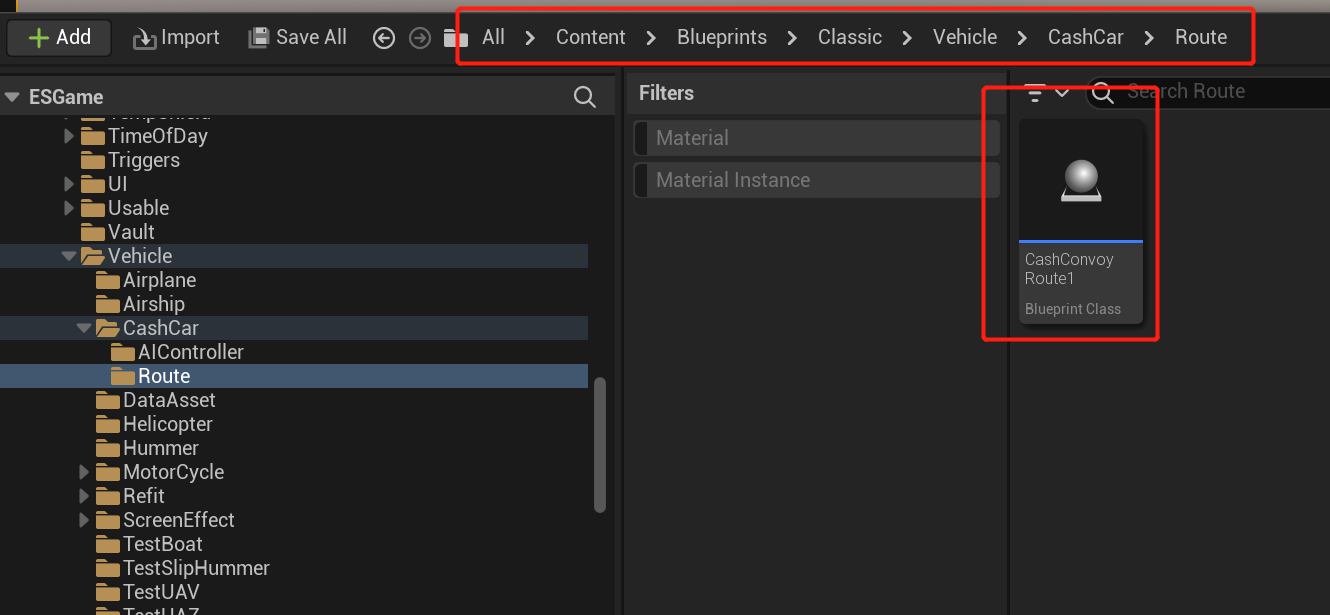 Add
Import
Save All
All > Content > Blueprints > Classic > Vehicle > CashCar > Route
ESGame
TimeOfDay
Triggers
UI
Usable
Vault
Vehicle
Airplane
Airship
CashCar
AIController
Route
DataAsset
Helicopter
Hummer
MotorCycle
Refit
ScreenEffect
TestBoat
TestSlipHummer
TestUAV
TestUAZ
Filters
Material
Material Instance
Search Route
CashConvoy
Route1
Blueprint Class